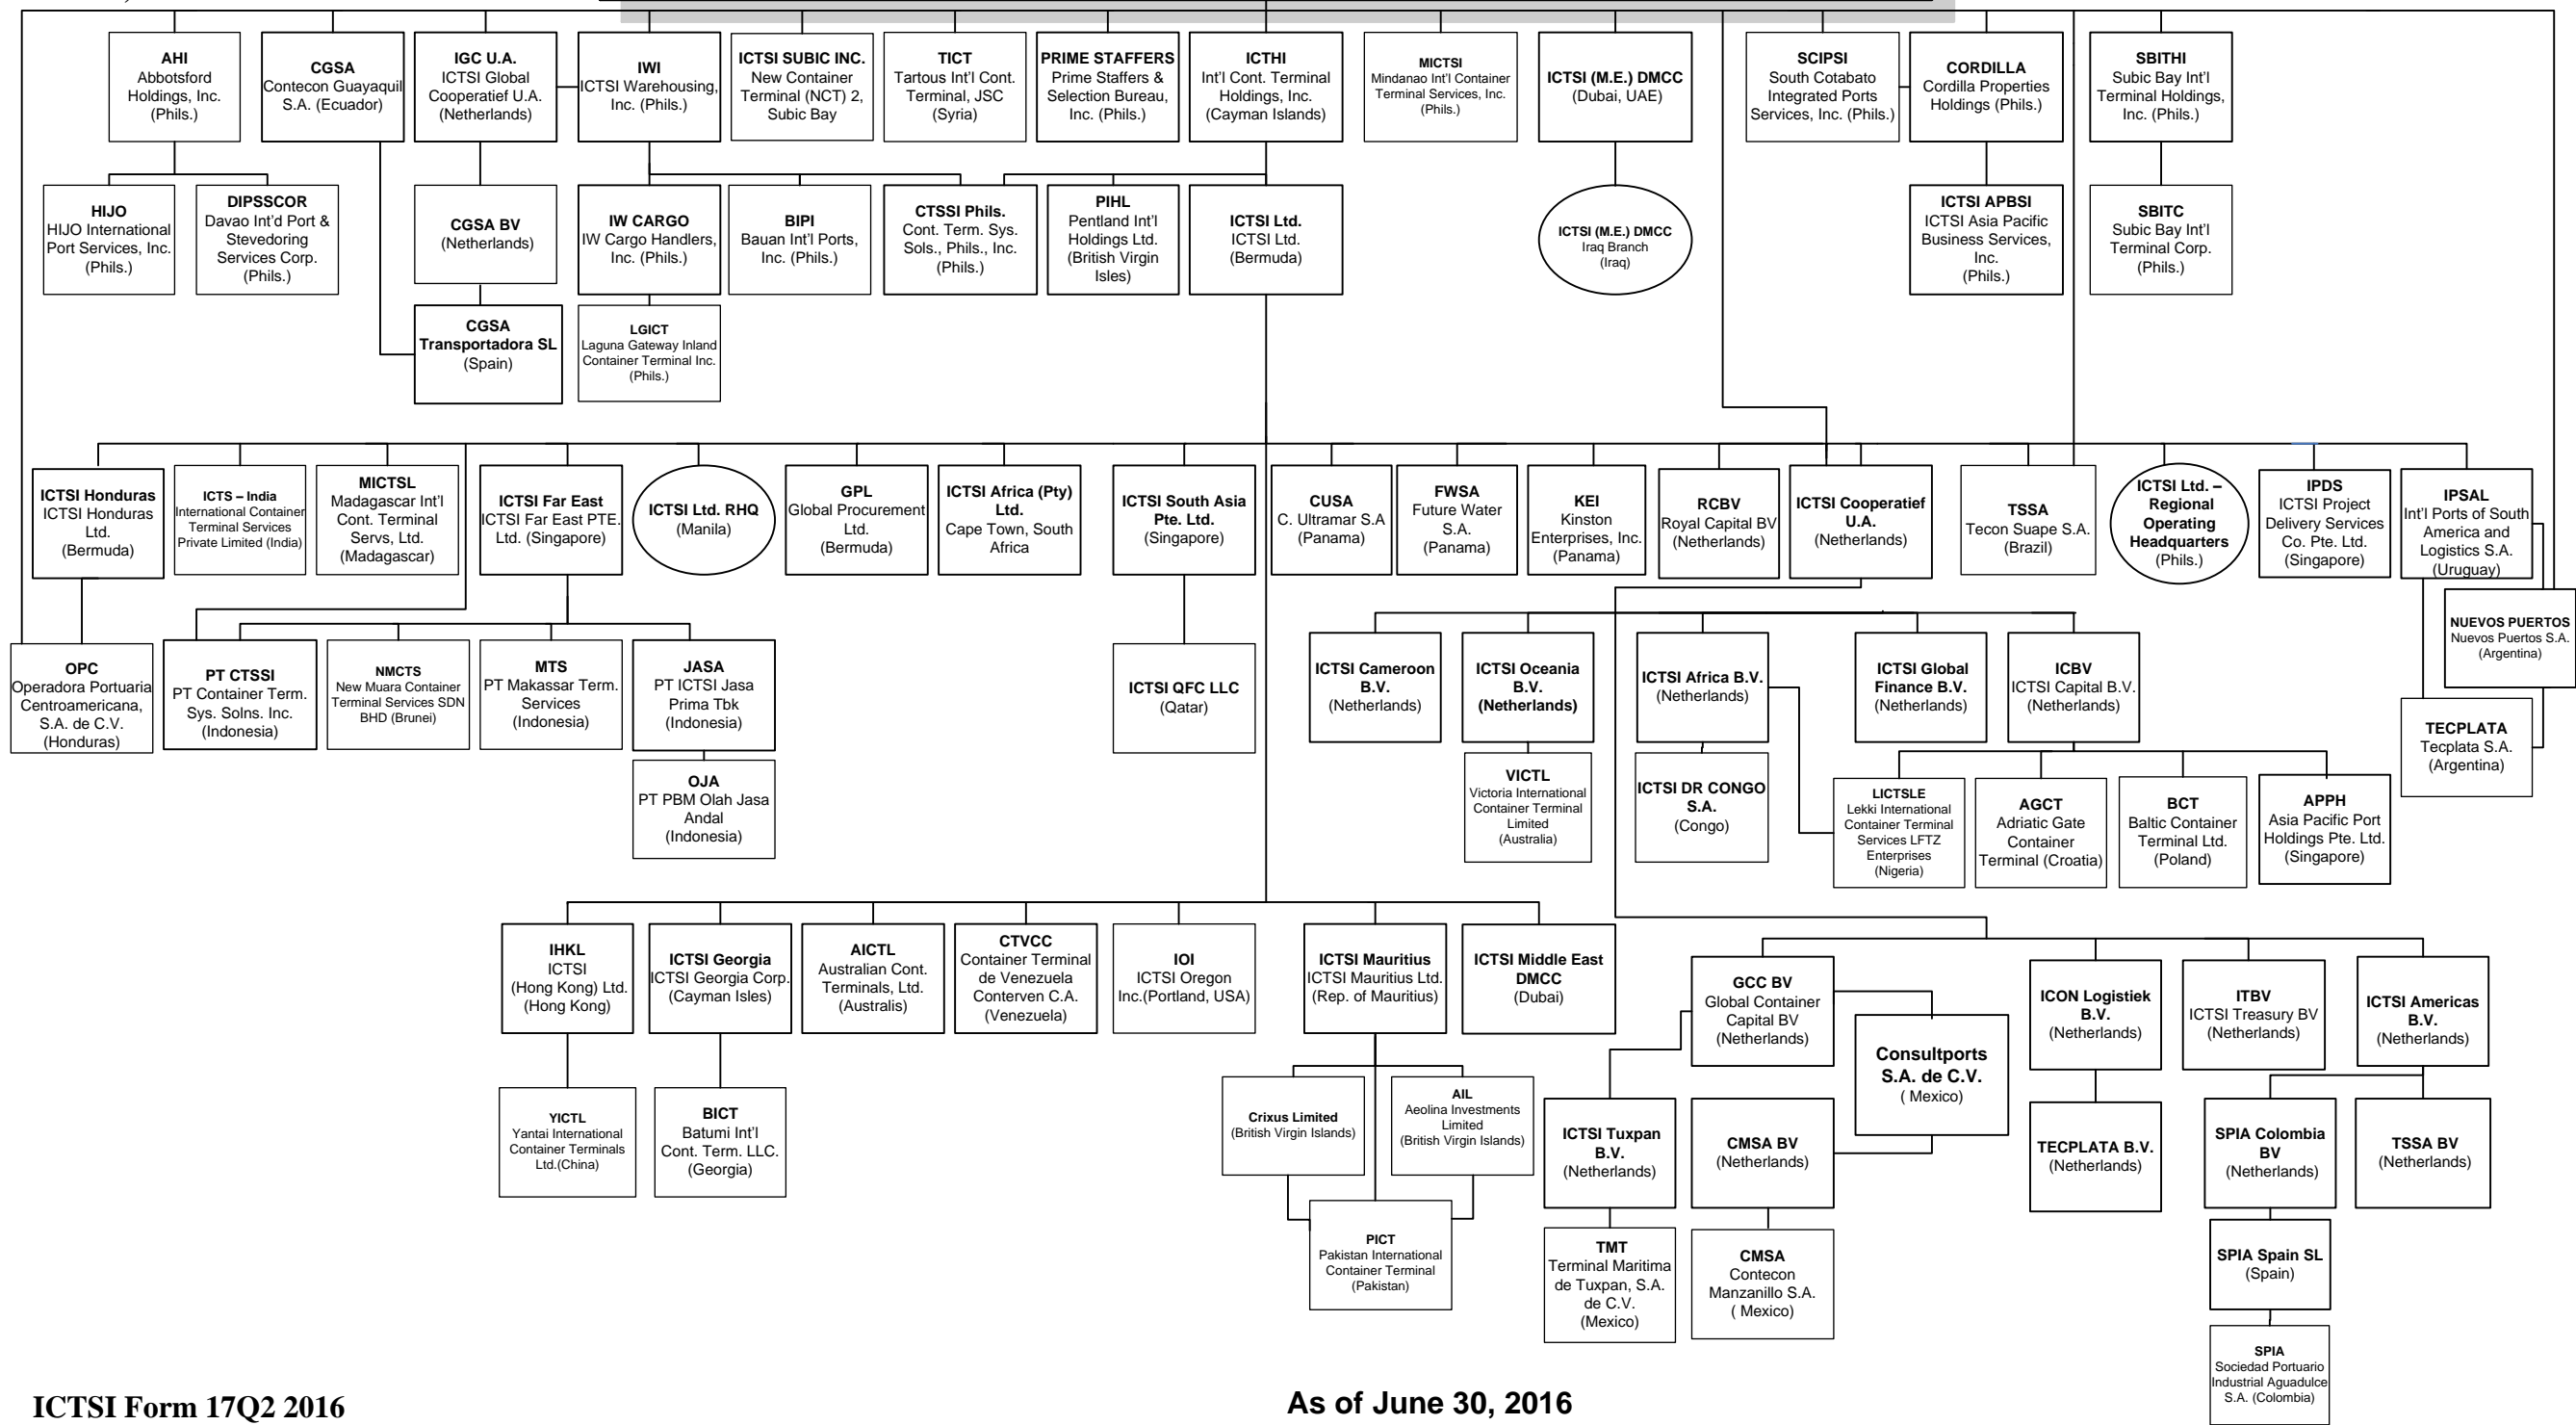 AHI
Abbotsford
Holdings, Inc.
(Phils.)
CGSA
Contecon Guayaquil
S.A. (Ecuador)
IGC U.A.
ICTSI Global
Cooperatief U.A.
(Netherlands)
IWI
ICTSI Warehousing,
Inc. (Phils.)
ICTSI SUBIC INC.
New Container
Terminal (NCT) 2,
Subic Bay
TICT
Tartous Int'l Cont.
Terminal, JSC
(Syria)
PRIME STAFFERS
Prime Staffers &
Selection Bureau,
Inc. (Phils.)
ICTHI
Int'l Cont. Terminal
Holdings, Inc.
(Cayman Islands)
MICTSI
Mindanao Int'l Container
Terminal Services, Inc.
(Phils.)
ICTSI (M.E.) DMCC
(Dubai, UAE)
SCIPSI
South Cotabato
Integrated Ports
Services, Inc. (Phils.)
CORDILLA
Cordilla Properties
Holdings (Phils.)
SBITHI
Subic Bay Int'l
Terminal Holdings,
Inc. (Phils.)
HIJO
HIJO International
Port Services, Inc.
(Phils.)
DIPSSCOR
Davao Int'd Port &
Stevedoring
Services Corp.
(Phils.)
CGSA BV
(Netherlands)
IW CARGO
IW Cargo Handlers,
Inc. (Phils.)
BIPI
Bauan Int'l Ports,
Inc. (Phils.)
CTSSI Phils.
Cont. Term. Sys.
Sols., Phils., Inc.
(Phils.)
PIHL
Pentland Int'l
Holdings Ltd.
(British Virgin
Isles)
ICTSI Ltd.
ICTSI Ltd.
(Bermuda)
ICTSI (M.E.) DMCC
Iraq Branch
(Iraq)
ICTSI APBSI
ICTSI Asia Pacific
Business Services,
Inc.
(Phils.)
SBITC
Subic Bay Int'l
Terminal Corp.
(Phils.)
CGSA
Transportadora SL
(Spain)
LGICT
Laguna Gateway Inland
Container Terminal Inc.
(Phils.)
ICTSI Honduras
ICTSI Honduras
Ltd.
(Bermuda)
ICTS – India
International Container
Terminal Services
Private Limited (India)
MICTSL
Madagascar Int'l
Cont. Terminal
Servs, Ltd.
(Madagascar)
ICTSI Far East
ICTSI Far East PTE.
Ltd. (Singapore)
ICTSI Ltd. RHQ
(Manila)
GPL
Global Procurement
Ltd.
(Bermuda)
ICTSI Africa (Pty)
Ltd.
Cape Town, South
Africa
ICTSI South Asia
Pte. Ltd.
(Singapore)
CUSA
C. Ultramar S.A
(Panama)
FWSA
Future Water
S.A.
(Panama)
KEI
Kinston
Enterprises, Inc.
(Panama)
RCBV
Royal Capital BV
(Netherlands)
ICTSI Cooperatief
U.A.
(Netherlands)
TSSA
Tecon Suape S.A.
(Brazil)
ICTSI Ltd. –
Regional
Operating
Headquarters
(Phils.)
IPDS
ICTSI Project
Delivery Services
Co. Pte. Ltd.
(Singapore)
IPSAL
Int'l Ports of South
America and
Logistics S.A.
(Uruguay)
NUEVOS PUERTOS
Nuevos Puertos S.A.
(Argentina)
OPC
Operadora Portuaria
Centroamericana,
S.A. de C.V.
(Honduras)
PT CTSSI
PT Container Term.
Sys. Solns. Inc.
(Indonesia)
NMCTS
New Muara Container
Terminal Services SDN
BHD (Brunei)
MTS
PT Makassar Term.
Services
(Indonesia)
JASA
PT ICTSI Jasa
Prima Tbk
(Indonesia)
ICTSI QFC LLC
(Qatar)
ICTSI Cameroon
B.V.
(Netherlands)
ICTSI Oceania
B.V.
(Netherlands)
ICTSI Africa B.V.
(Netherlands)
ICTSI Global
Finance B.V.
(Netherlands)
ICBV
ICTSI Capital B.V.
(Netherlands)
TECPLATA
Tecplata S.A.
(Argentina)
OJA
PT PBM Olah Jasa
Andal
(Indonesia)
VICTL
Victoria International
Container Terminal
Limited
(Australia)
ICTSI DR CONGO
S.A.
(Congo)
LICTSLE
Lekki International
Container Terminal
Services LFTZ
Enterprises
(Nigeria)
AGCT
Adriatic Gate
Container
Terminal (Croatia)
BCT
Baltic Container
Terminal Ltd.
(Poland)
APPH
Asia Pacific Port
Holdings Pte. Ltd.
(Singapore)
IHKL
ICTSI
(Hong Kong) Ltd.
(Hong Kong)
ICTSI Georgia
ICTSI Georgia Corp.
(Cayman Isles)
AICTL
Australian Cont.
Terminals, Ltd.
(Australis)
CTVCC
Container Terminal
de Venezuela
Conterven C.A.
(Venezuela)
IOI
ICTSI Oregon
Inc.(Portland, USA)
ICTSI Mauritius
ICTSI Mauritius Ltd.
(Rep. of Mauritius)
ICTSI Middle East
DMCC
(Dubai)
GCC BV
Global Container
Capital BV
(Netherlands)
Consultports
S.A. de C.V.
( Mexico)
ICON Logistiek
B.V.
(Netherlands)
ITBV
ICTSI Treasury BV
(Netherlands)
ICTSI Americas
B.V.
(Netherlands)
YICTL
Yantai International
Container Terminals
Ltd.(China)
BICT
Batumi Int'l
Cont. Term. LLC.
(Georgia)
Crixus Limited
(British Virgin Islands)
AIL
Aeolina Investments
Limited
(British Virgin Islands)
ICTSI Tuxpan
B.V.
(Netherlands)
CMSA BV
(Netherlands)
TECPLATA B.V.
(Netherlands)
SPIA Colombia
BV
(Netherlands)
TSSA BV
(Netherlands)
PICT
Pakistan International
Container Terminal
(Pakistan)
TMT
Terminal Maritima
de Tuxpan, S.A.
de C.V.
(Mexico)
CMSA
Contecon
Manzanillo S.A.
( Mexico)
SPIA Spain SL
(Spain)
SPIA
Sociedad Portuario
Industrial Aguadulce
S.A. (Colombia)
ICTSI Form 17Q2 2016
As of June 30, 2016